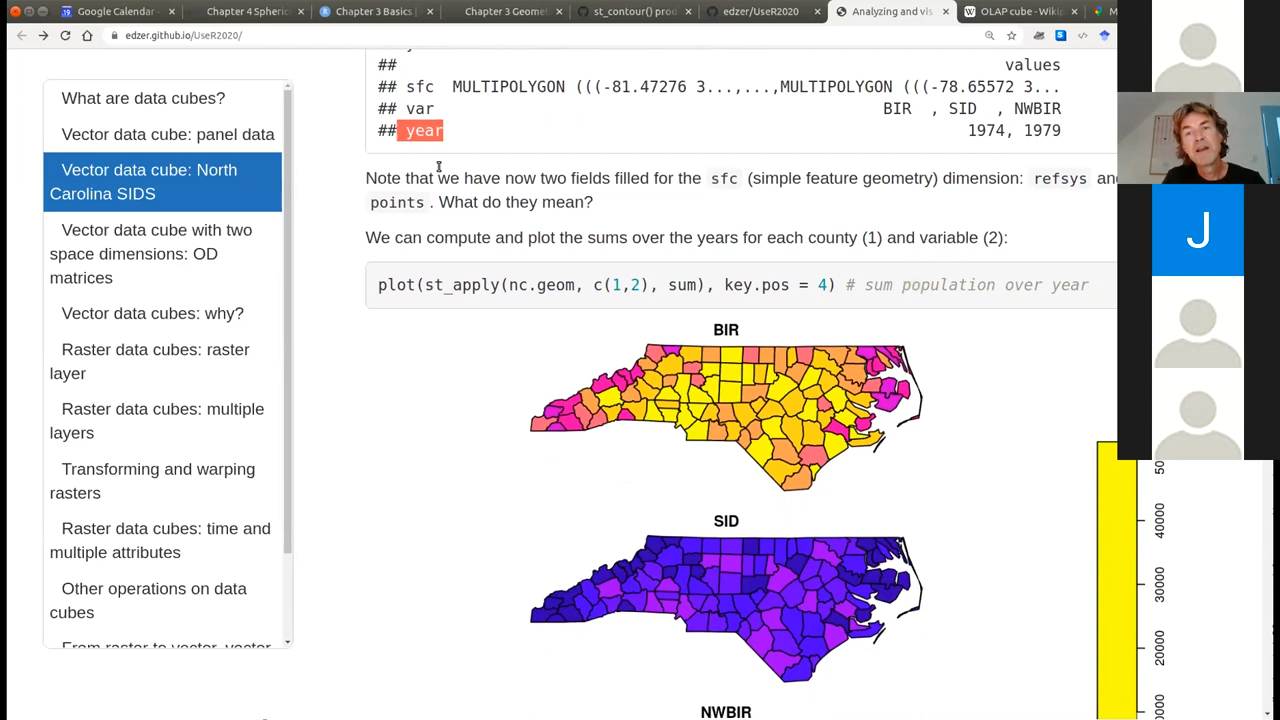 Google Calendar -
Chapter 4 Spheric
Chapter 3 Basics
Chapter 3 Geomet
st_contour() prod
edzer/UseR2020
Analyzing and vis
OLAP cube - Wikip
edzer.github.io/UseR2020/
What are data cubes?
Vector data cube: panel data
Vector data cube: North
Carolina SIDS
Vector data cube with two
space dimensions: OD
matrices
Vector data cubes: why?
Raster data cubes: raster
layer
Raster data cubes: multiple
layers
Transforming and warping
rasters
Raster data cubes: time and
multiple attributes
Other operations on data
cubes
From raster to vector, vector
## values
## sfc MULTIPOLYGON (((-81.47276 3...,...,MULTIPOLYGON (((-78.65572 3...
## var BIR , SID , NWBIR
## year 1974, 1979
Note that we have now two fields filled for the sfc (simple feature geometry) dimension: refsys and
points . What do they mean?
We can compute and plot the sums over the years for each county (1) and variable (2):
plot(st_apply(nc.geom, c(1,2), sum), key.pos = 4) # sum population over year
BIR
SID
NWBIR
40000
30000
20000
J